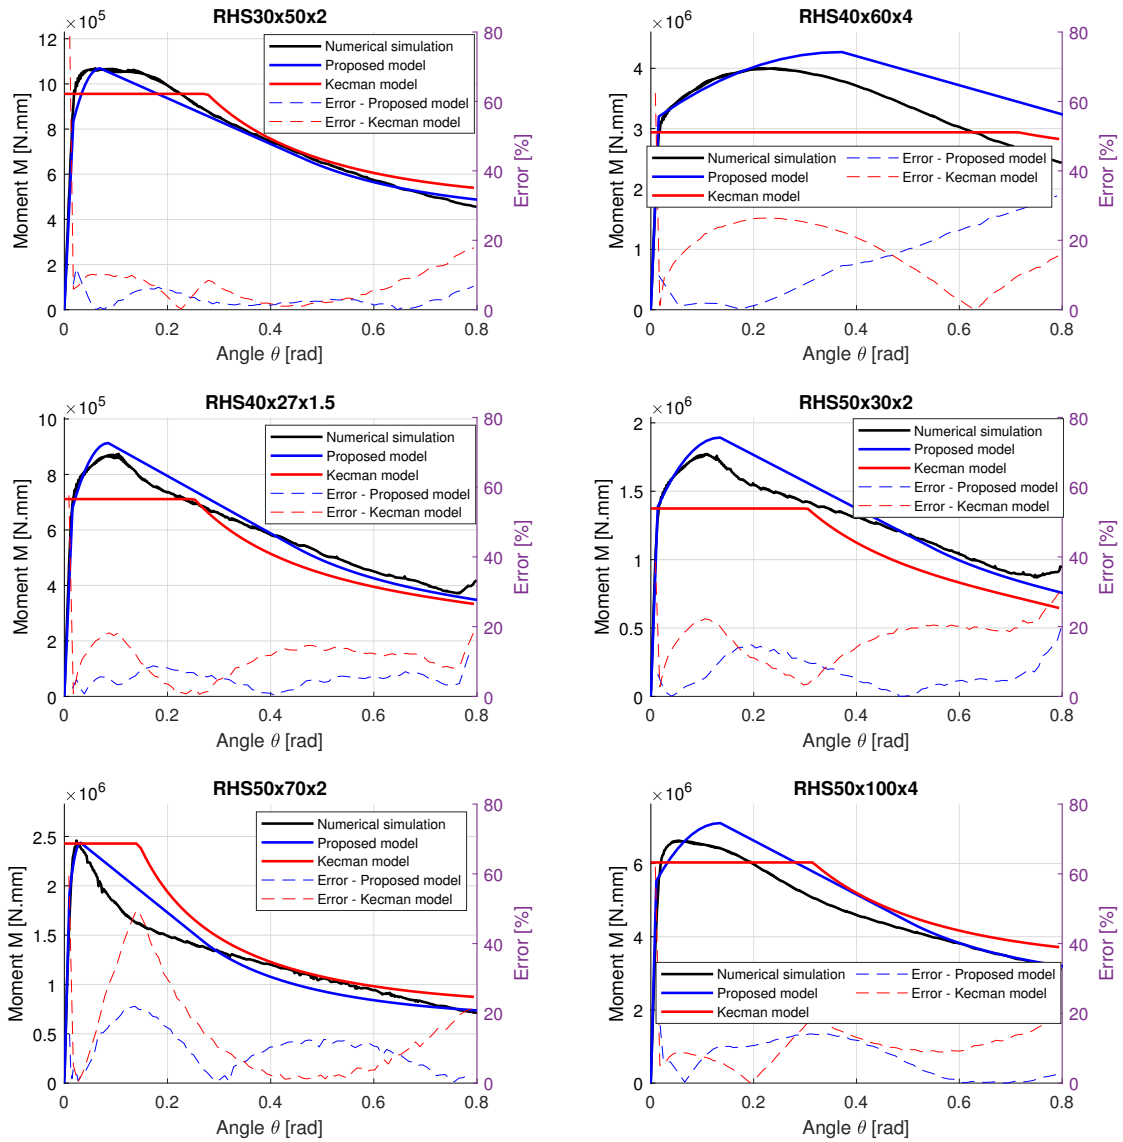 RHS30x50x2
×10⁵
Moment M [N.mm]
12
10
8
6
4
2
0
0
0.2
0.4
0.6
0.8
Angle θ [rad]
80
60
40
20
0
Error [%]
Numerical simulation
Proposed model
Kecman model
Error - Proposed model
Error - Kecman model
RHS40x60x4
×10⁶
Moment M [N.mm]
4
3
2
1
0
0
0.2
0.4
0.6
0.8
Angle θ [rad]
80
60
40
20
0
Error [%]
Numerical simulation
Proposed model
Kecman model
Error - Proposed model
Error - Kecman model
RHS40x27x1.5
×10⁵
Moment M [N.mm]
10
8
6
4
2
0
0
0.2
0.4
0.6
0.8
Angle θ [rad]
80
60
40
20
0
Error [%]
Numerical simulation
Proposed model
Kecman model
Error - Proposed model
Error - Kecman model
RHS50x30x2
×10⁶
Moment M [N.mm]
2
1.5
1
0.5
0
0
0.2
0.4
0.6
0.8
Angle θ [rad]
80
60
40
20
0
Error [%]
Numerical simulation
Proposed model
Kecman model
Error - Proposed model
Error - Kecman model
RHS50x70x2
×10⁶
Moment M [N.mm]
2.5
2
1.5
1
0.5
0
0
0.2
0.4
0.6
0.8
Angle θ [rad]
80
60
40
20
0
Error [%]
Numerical simulation
Proposed model
Kecman model
Error - Proposed model
Error - Kecman model
RHS50x100x4
×10⁶
Moment M [N.mm]
6
4
2
0
0
0.2
0.4
0.6
0.8
Angle θ [rad]
80
60
40
20
0
Error [%]
Numerical simulation
Proposed model
Kecman model
Error - Proposed model
Error - Kecman model